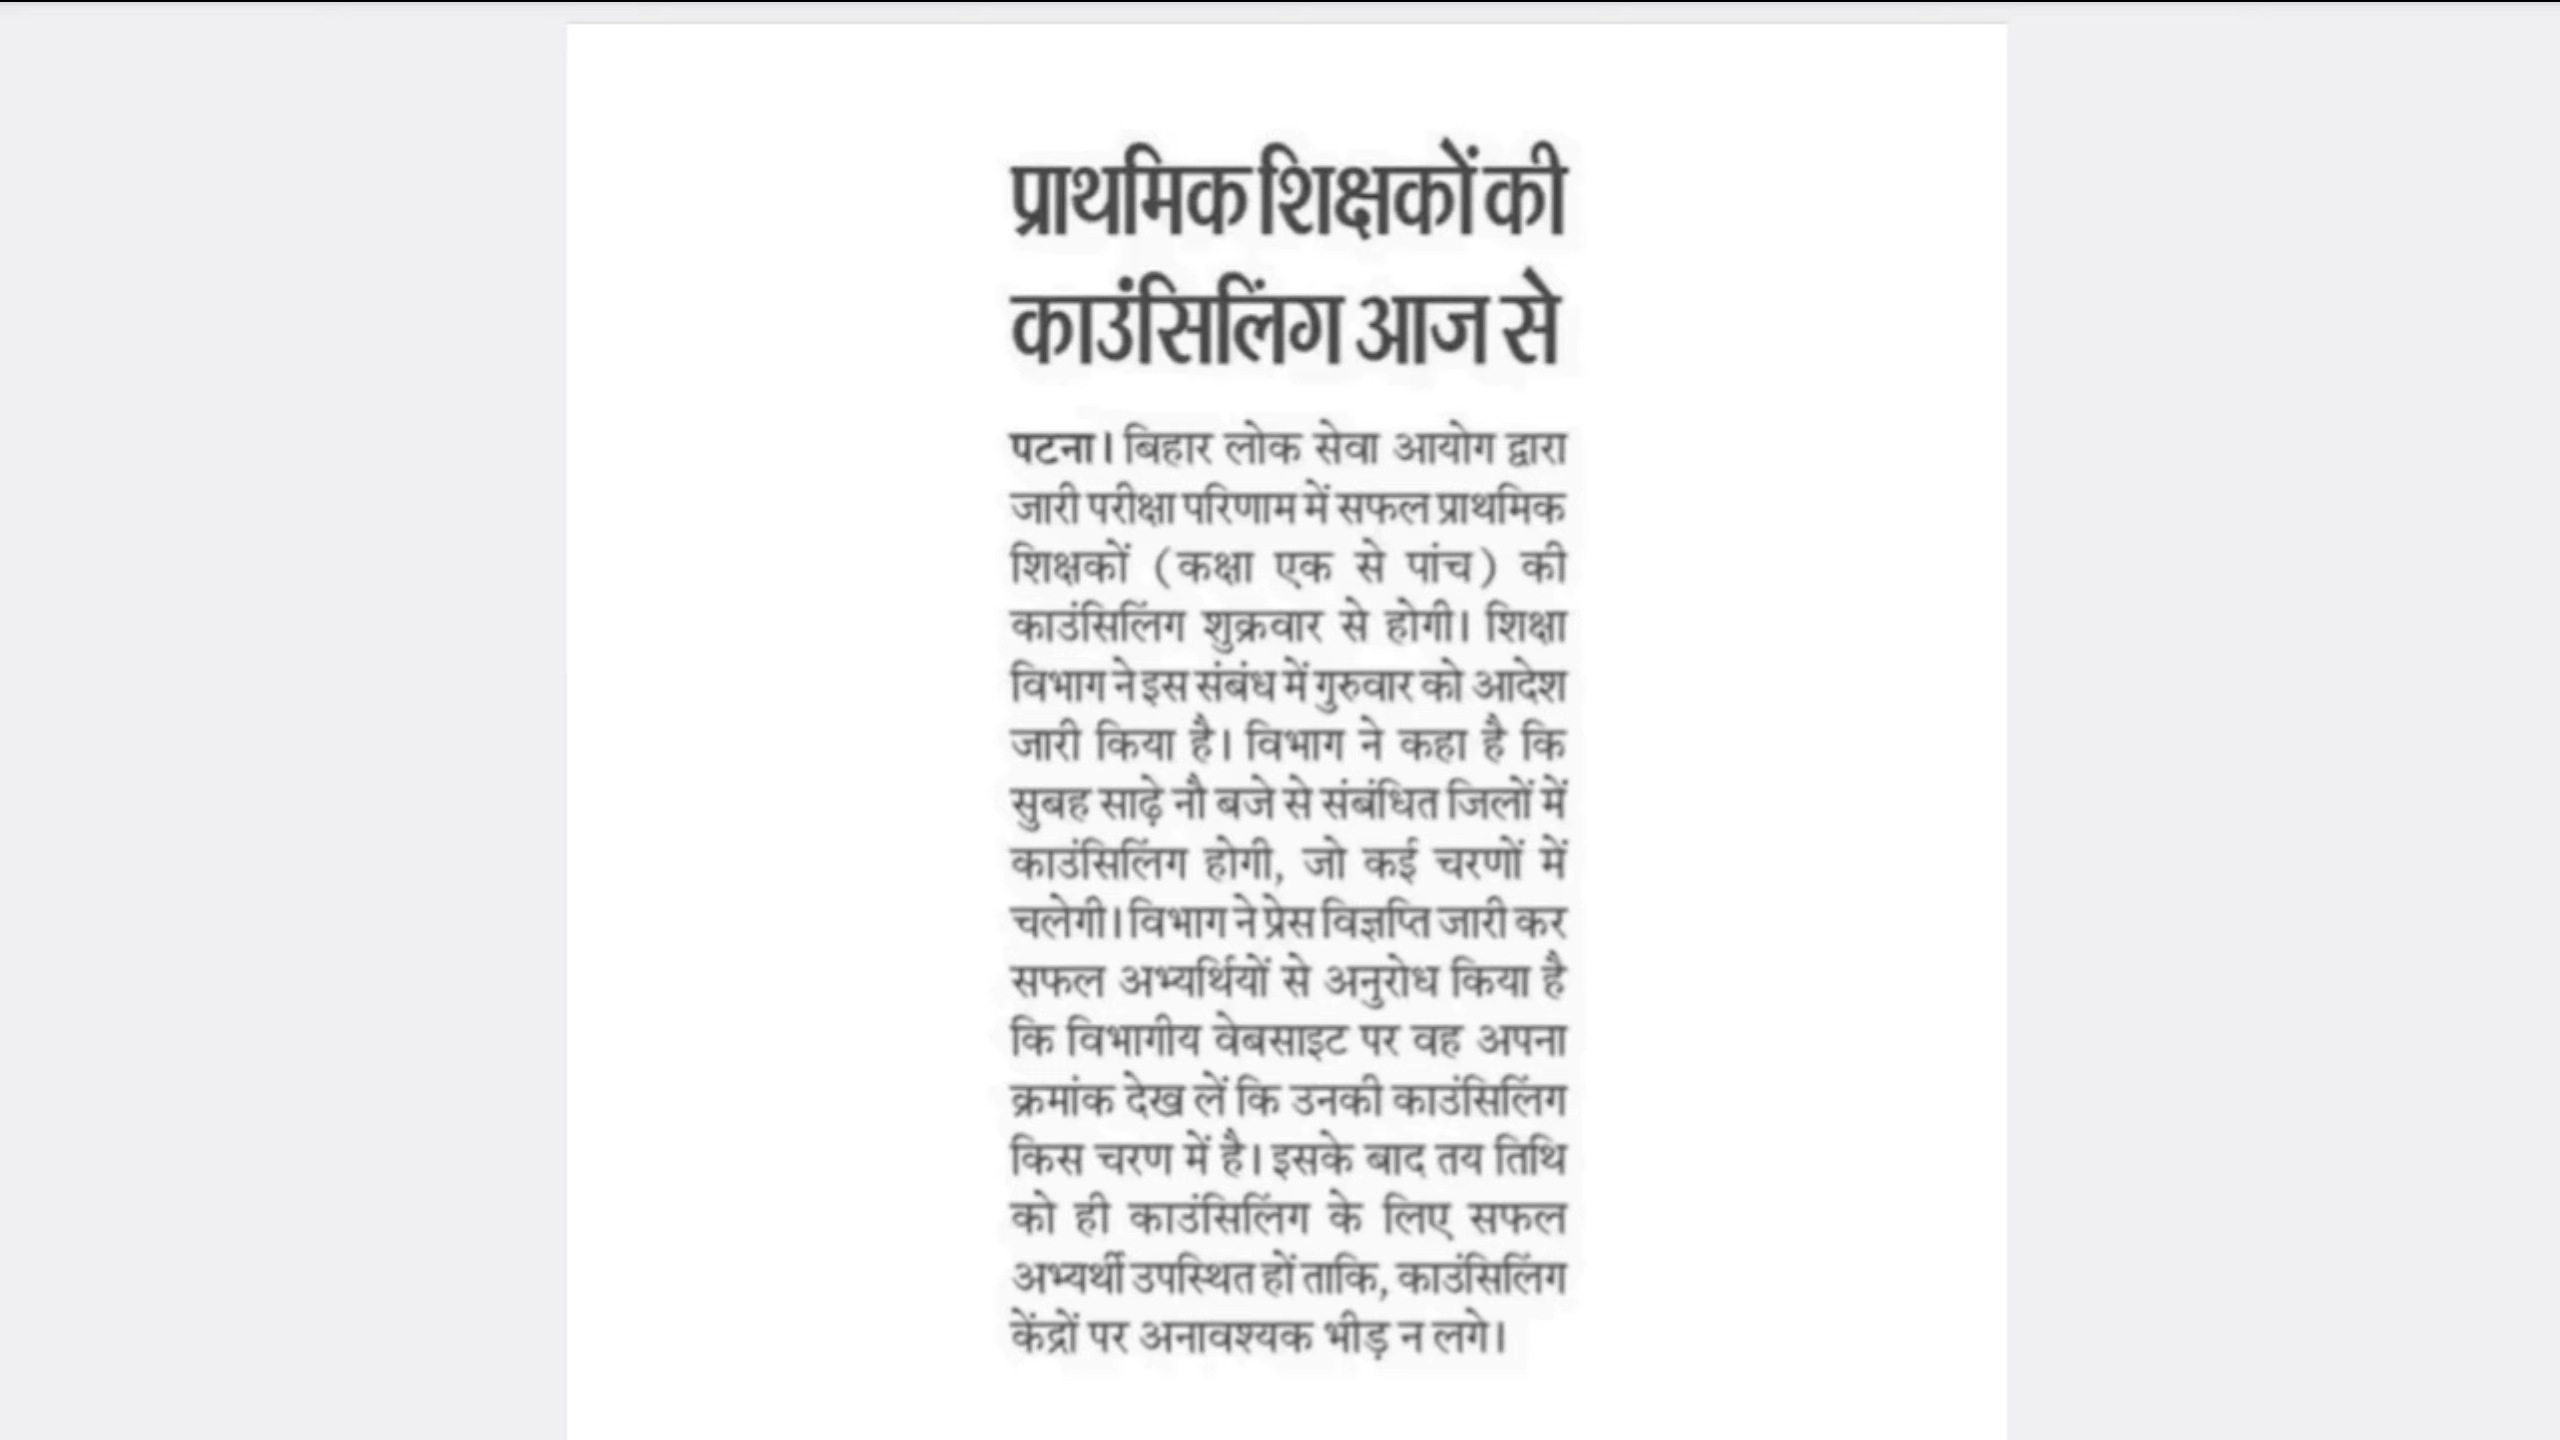 प्राथमिक शिक्षकों की
काउंसिलिंग आज से
पटना। बिहार लोक सेवा आयोग द्वारा
जारी परीक्षा परिणाम में सफल प्राथमिक
शिक्षकों (कक्षा एक से पांच) की
काउंसिलिंग शुक्रवार से होगी। शिक्षा
विभाग ने इस संबंध में गुरुवार को आदेश
जारी किया है। विभाग ने कहा है कि
सुबह साढ़े नौ बजे से संबंधित जिलों में
काउंसिलिंग होगी, जो कई चरणों में
चलेगी। विभाग ने प्रेस विज्ञप्ति जारी कर
सफल अभ्यर्थियों से अनुरोध किया है
कि विभागीय वेबसाइट पर वह अपना
क्रमांक देख लें कि उनकी काउंसिलिंग
किस चरण में है। इसके बाद तय तिथि
को ही काउंसिलिंग के लिए सफल
अभ्यर्थी उपस्थित हों ताकि, काउंसिलिंग
केंद्रों पर अनावश्यक भीड़ न लगे।